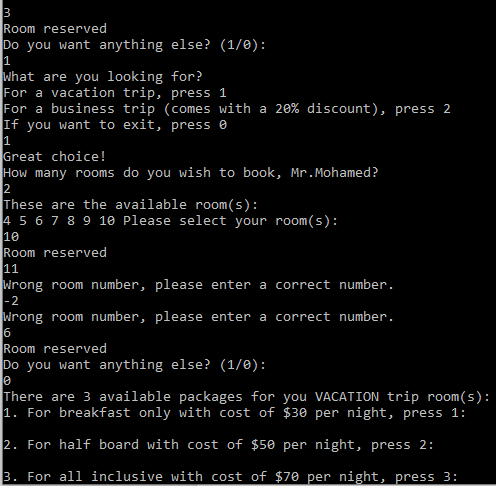 3
Room reserved
Do you want anything else? (1/0):
1
What are you looking for?
For a vacation trip, press 1
For a business trip (comes with a 20% discount), press 2
If you want to exit, press 0
1
Great choice!
How many rooms do you wish to book, Mr.Mohamed?
2
These are the available room(s):
4 5 6 7 8 9 10 Please select your room(s):
10
Room reserved
11
Wrong room number, please enter a correct number.
-2
Wrong room number, please enter a correct number.
6
Room reserved
Do you want anything else? (1/0):
0
There are 3 available packages for you VACATION trip room(s):
1. For breakfast only with cost of $30 per night, press 1:
2. For half board with cost of $50 per night, press 2:
3. For all inclusive with cost of $70 per night, press 3: